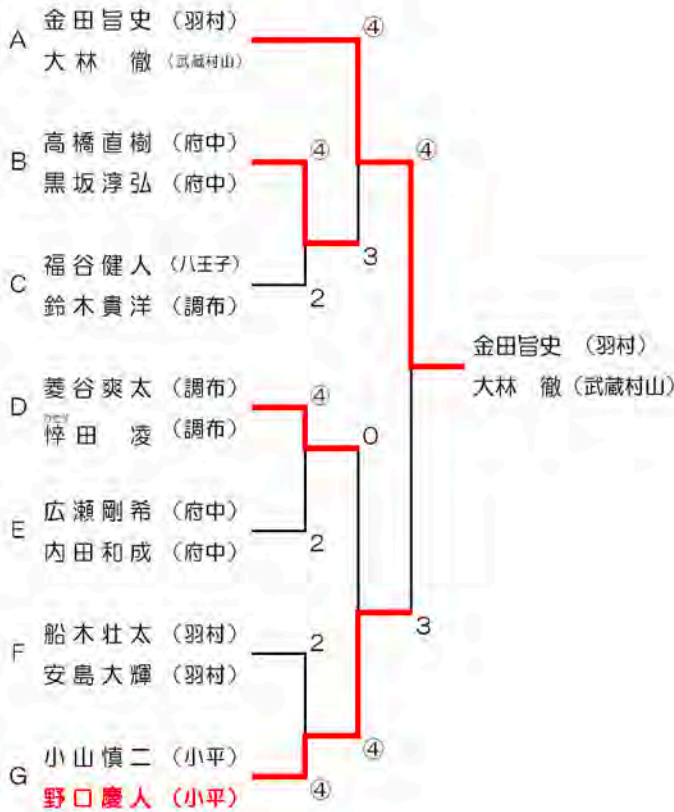 A
金田旨史 (羽村)
大林 徹 (武蔵村山)
④
B
高橋直樹 (府中)
黒坂淳弘 (府中)
④
④
3
C
福谷健人 (八王子)
鈴木貴洋 (調布)
2
金田旨史 (羽村)
大林 徹 (武蔵村山)
D
菱谷爽太 (調布)
悴田 凌 (調布)
④
0
E
広瀬剛希 (府中)
内田和成 (府中)
2
F
船木壮太 (羽村)
安島大輝 (羽村)
2
3
G
小山慎二 (小平)
野口慶人 (小平)
④
④